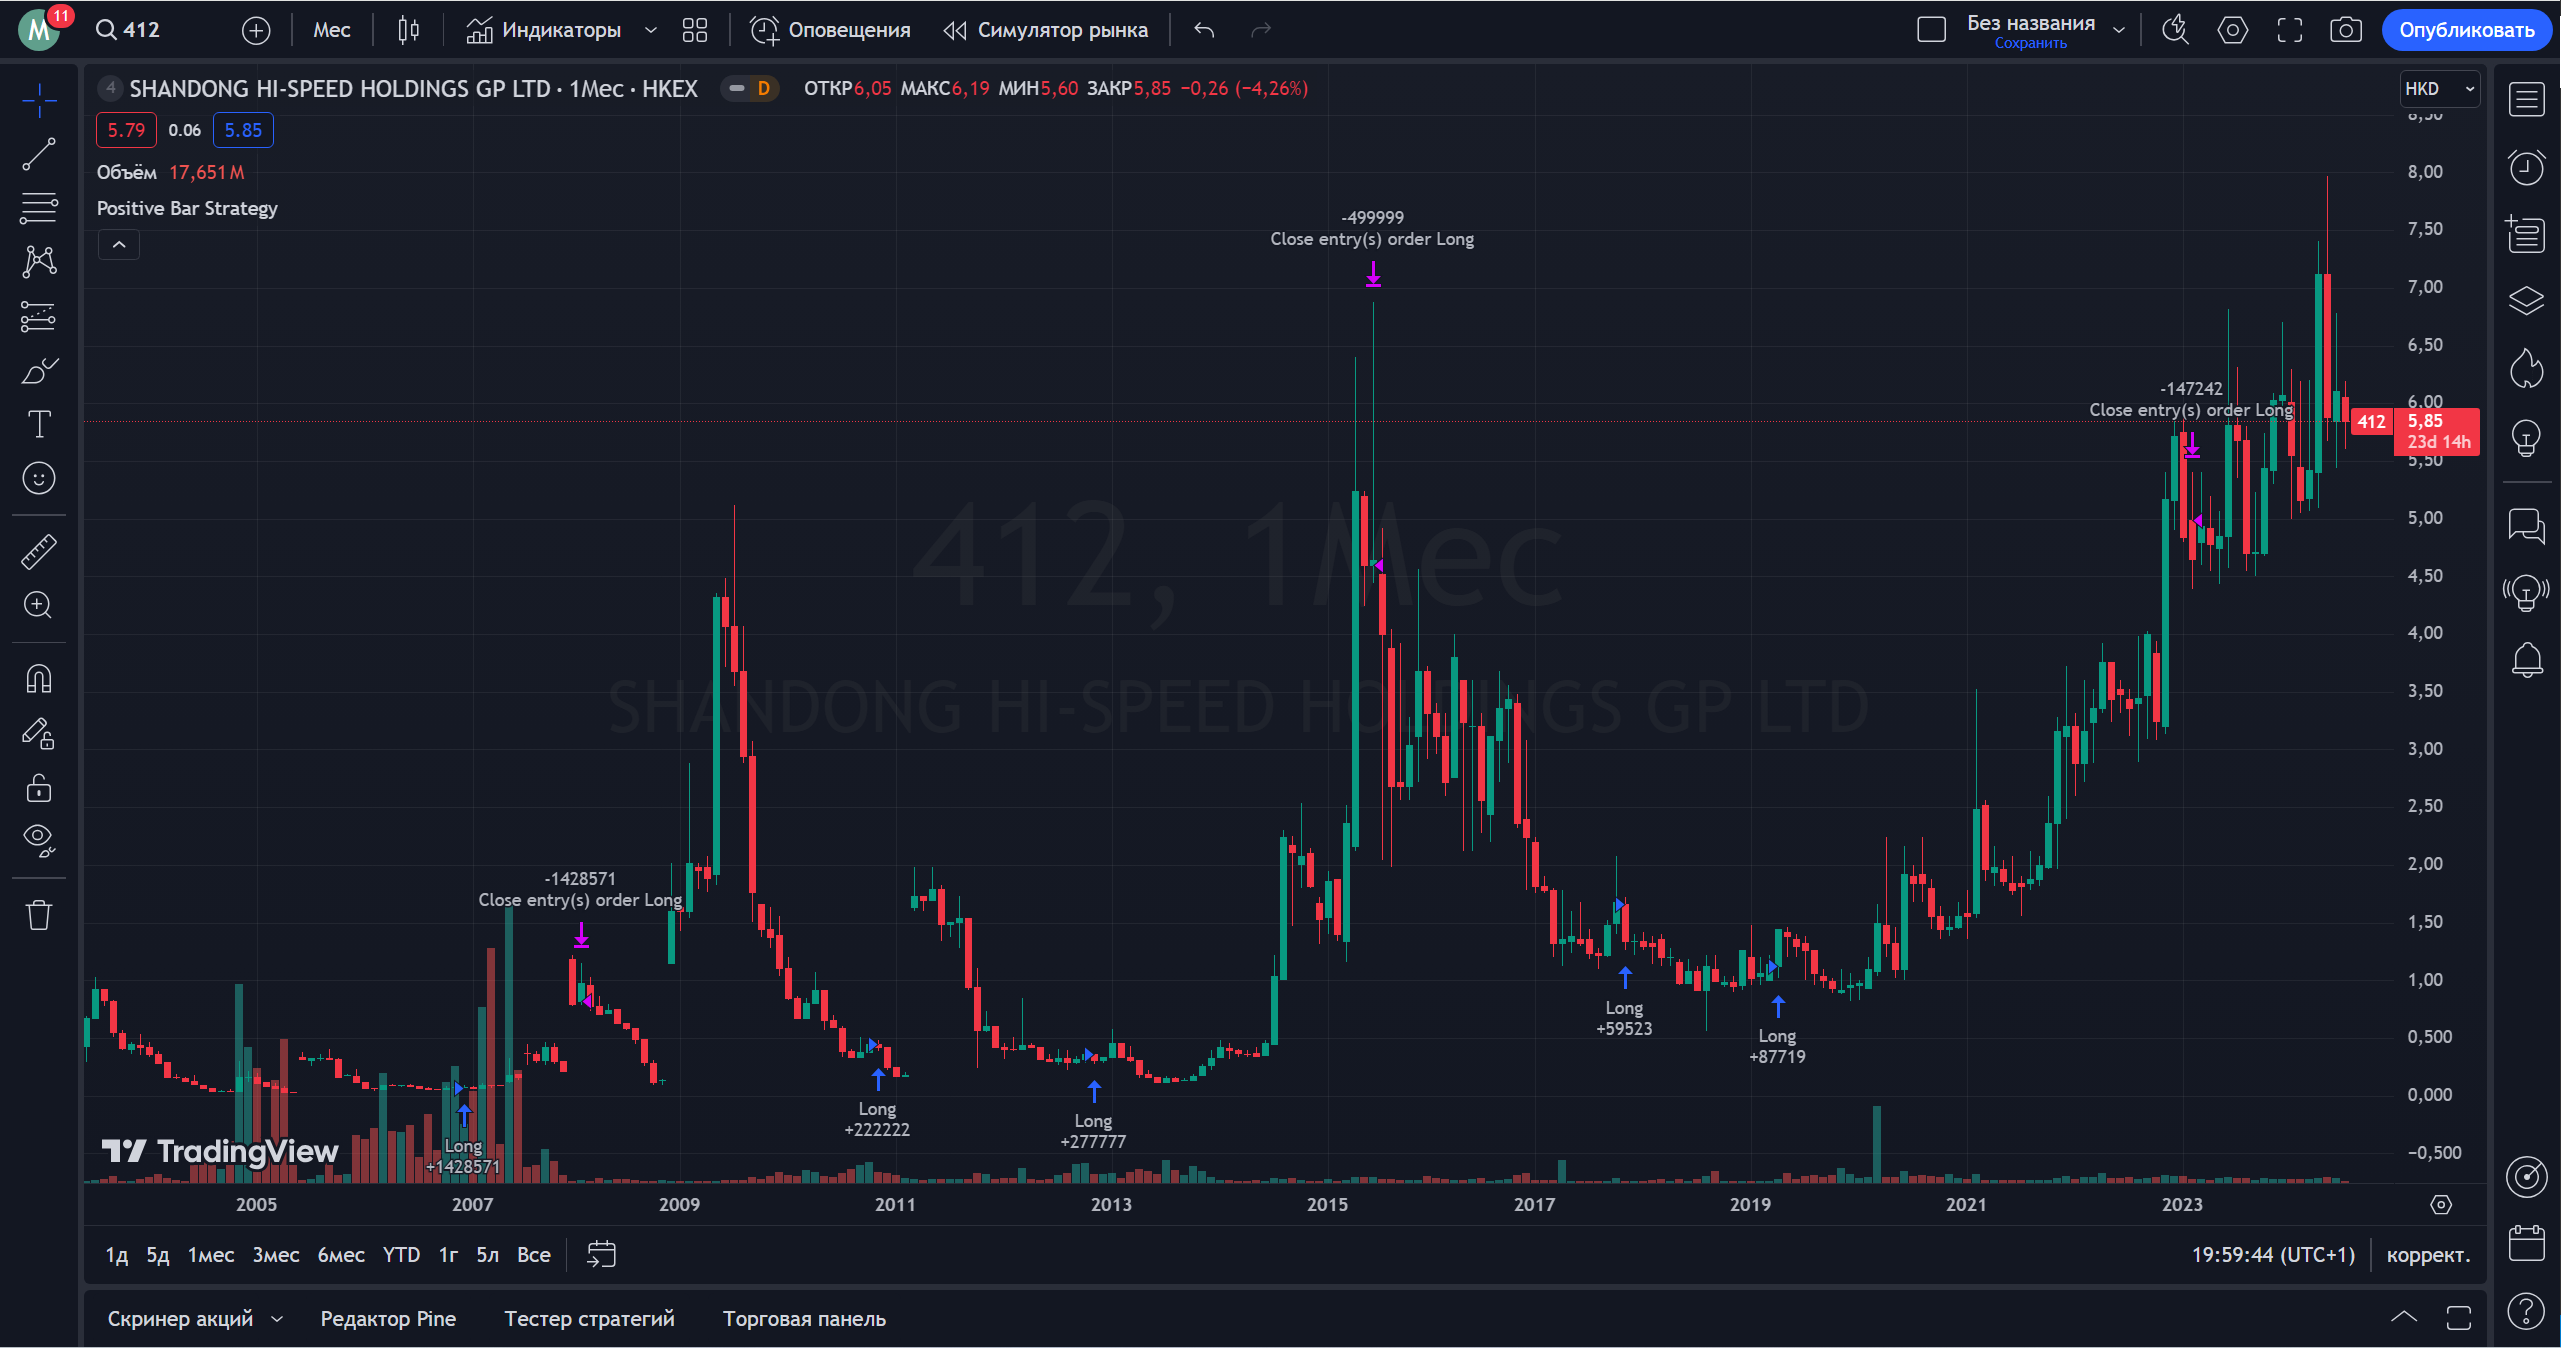 M
11
412
Мес
Индикаторы
Оповещения
Симулятор рынка
Без названия
Сохранить
Опубликовать
4
SHANDONG HI-SPEED HOLDINGS GP LTD · 1Мес · HKEX
D
ОТКР6,05 МАКС6,19 МИН5,60 ЗАКР5,85 −0,26 (−4,26%)
HKD
5.79 0.06 5.85
Объём 17,651M
Positive Bar Strategy
412, 1Мес
SHANDONG HI-SPEED HOLDINGS GP LTD
-499999
Close entry(s) order Long
-147242
Close entry(s) order Long
-1428571
Close entry(s) order Long
Long
+1428571
Long
+222222
Long
+277777
Long
+59523
Long
+87719
8,50
8,00
7,50
7,00
6,50
6,00
412
5,85
23d 14h
5,50
5,00
4,50
4,00
3,50
3,00
2,50
2,00
1,50
1,00
0,500
0,000
−0,500
TradingView
2005
2007
2009
2011
2013
2015
2017
2019
2021
2023
1д 5д 1мес 3мес 6мес YTD 1г 5л Все
19:59:44 (UTC+1)
коррект.
Скринер акций
Редактор Pine
Тестер стратегий
Торговая панель